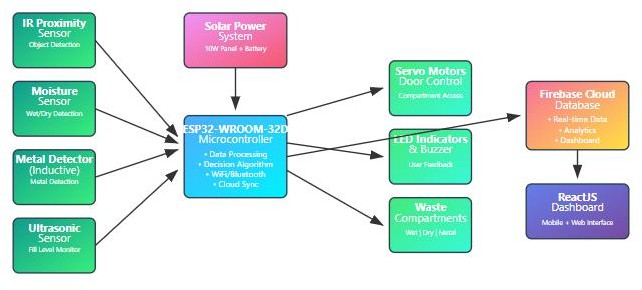 IR Proximity
Sensor
Object Detection
Moisture
Sensor
Wet/Dry Detection
Metal Detector
(Inductive)
Metal Detection
Ultrasonic
Sensor
Fill Level Monitor
Solar Power
System
10W Panel + Battery
ESP32-WROOM-32D
Microcontroller
• Data Processing
• Decision Algorithm
• WiFi/Bluetooth
• Cloud Sync
Servo Motors
Door Control
Compartment Access
LED Indicators
& Buzzer
User Feedback
Waste
Compartments
Wet | Dry | Metal
Firebase Cloud
Database
• Real-time Data
• Analytics
• Dashboard
ReactJS
Dashboard
Mobile + Web Interface